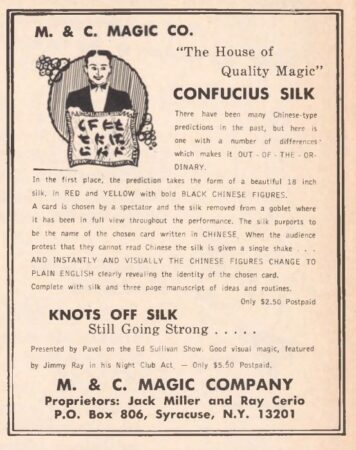 M. & C. MAGIC CO.
"The House of
Quality Magic"
CONFUCIUS SILK
There have been many Chinese-type
predictions in the past, but here is
one with a number of differences
which makes it OUT - OF - THE - OR-
DINARY.
In the first place, the prediction takes the form of a beautiful 18 inch
silk, in RED and YELLOW with bold BLACK CHINESE FIGURES.
A card is chosen by a spectator and the silk removed from a goblet where
it has been in full view throughout the performance. The silk purports to
be the name of the chosen card written in CHINESE. When the audience
protest that they cannot read Chinese the silk is given a single shake . . . .
AND INSTANTLY AND VISUALLY THE CHINESE FIGURES CHANGE TO
PLAIN ENGLISH clearly revealing the identity of the chosen card.
Complete with silk and three page manuscript of ideas and routines.
Only $2.50 Postpaid
KNOTS OFF SILK
Still Going Strong . . . . .
Presented by Pavel on the Ed Sullivan Show. Good visual magic, featured
by Jimmy Ray in his Night Club Act, — Only $5.50 Postpaid.
M. & C. MAGIC COMPANY
Proprietors: Jack Miller and Ray Cerio
P.O. Box 806, Syracuse, N.Y. 13201